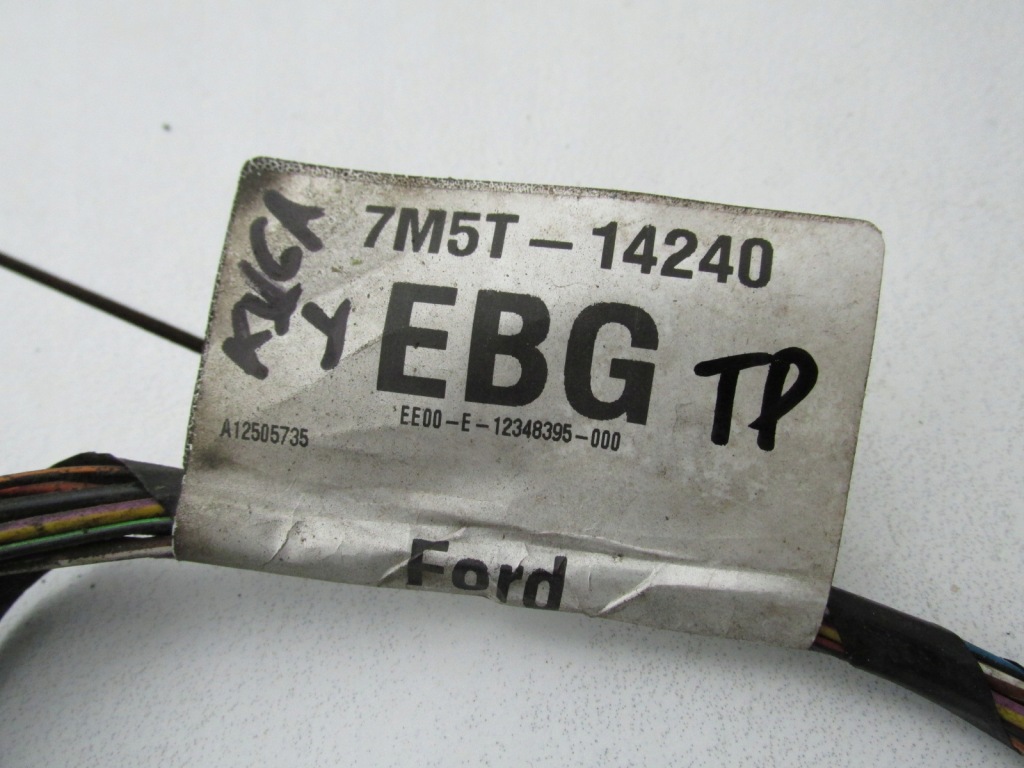 7M5T-14240
EBG
TP
EE00-E-12348395-000
A12505735
Ford